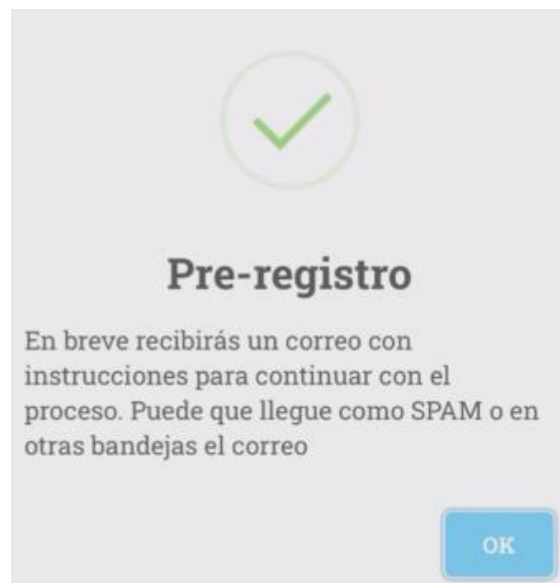 Pre-registro
En breve recibirás un correo con
instrucciones para continuar con el
proceso. Puede que llegue como SPAM o en
otras bandejas el correo
OK